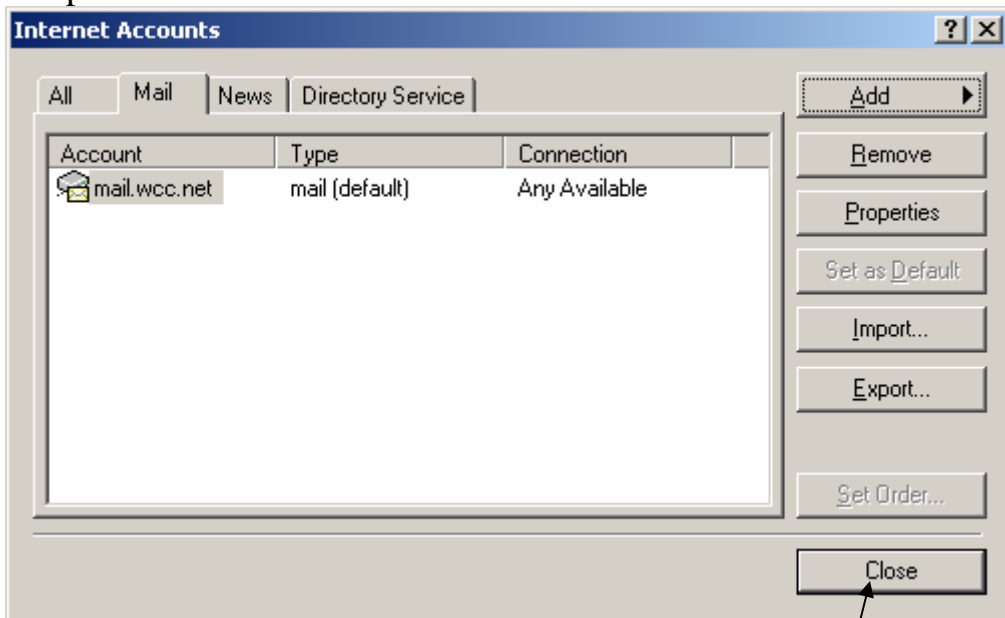 Internet Accounts
All Mail News Directory Service
Add
Account Type Connection
Remove
mail.wcc.net mail (default) Any Available
Properties
Set as Default
Import...
Export...
Set Order...
Close